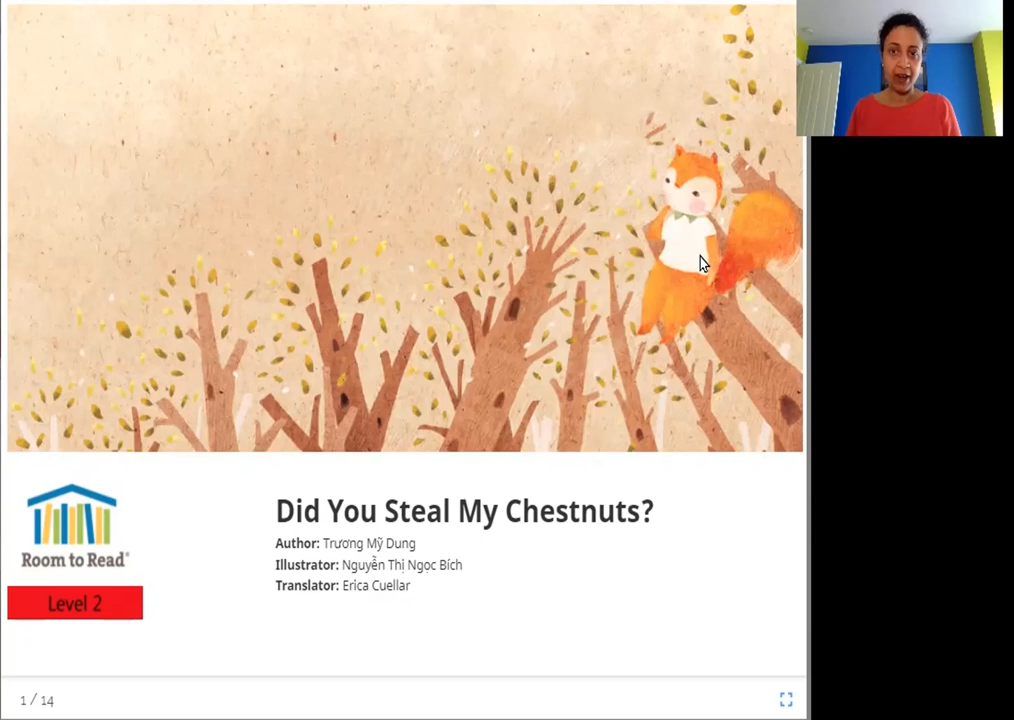 Did You Steal My Chestnuts?
Author: Trương Mỹ Dung
Illustrator: Nguyễn Thị Ngọc Bích
Translator: Erica Cuellar
Room to Read®
Level 2
1 / 14